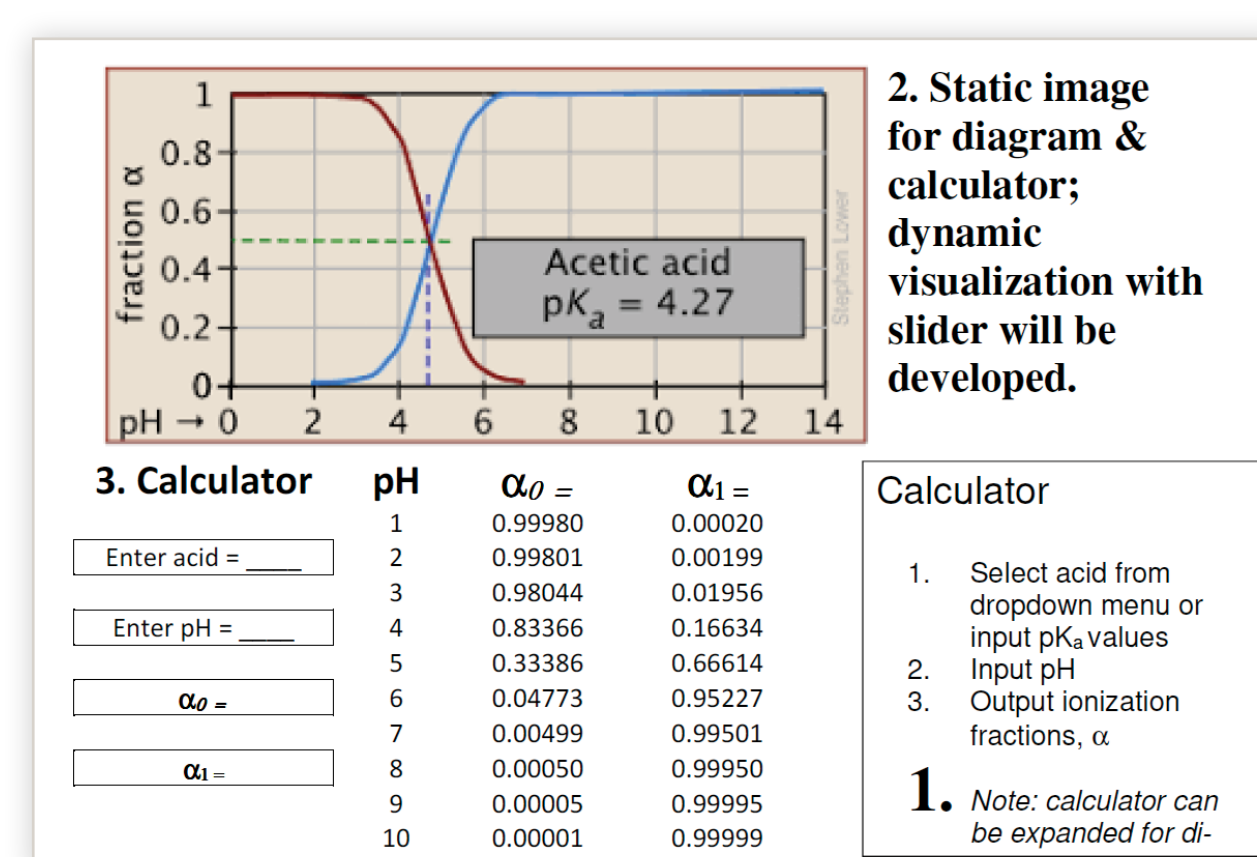 1
0.8
0.6
0.4
0.2
0
fraction α
pH → 0 2 4 6 8 10 12 14
Acetic acid
pKa = 4.27
Stephen Lower
2. Static image
for diagram &
calculator;
dynamic
visualization with
slider will be
developed.
3. Calculator
Enter acid = ____
Enter pH = ____
α0 =
α1 =
pH α0 = α1 =
1 0.99980 0.00020
2 0.99801 0.00199
3 0.98044 0.01956
4 0.83366 0.16634
5 0.33386 0.66614
6 0.04773 0.95227
7 0.00499 0.99501
8 0.00050 0.99950
9 0.00005 0.99995
10 0.00001 0.99999
Calculator
1. Select acid from
dropdown menu or
input pKa values
2. Input pH
3. Output ionization
fractions, α
1. Note: calculator can
be expanded for di-